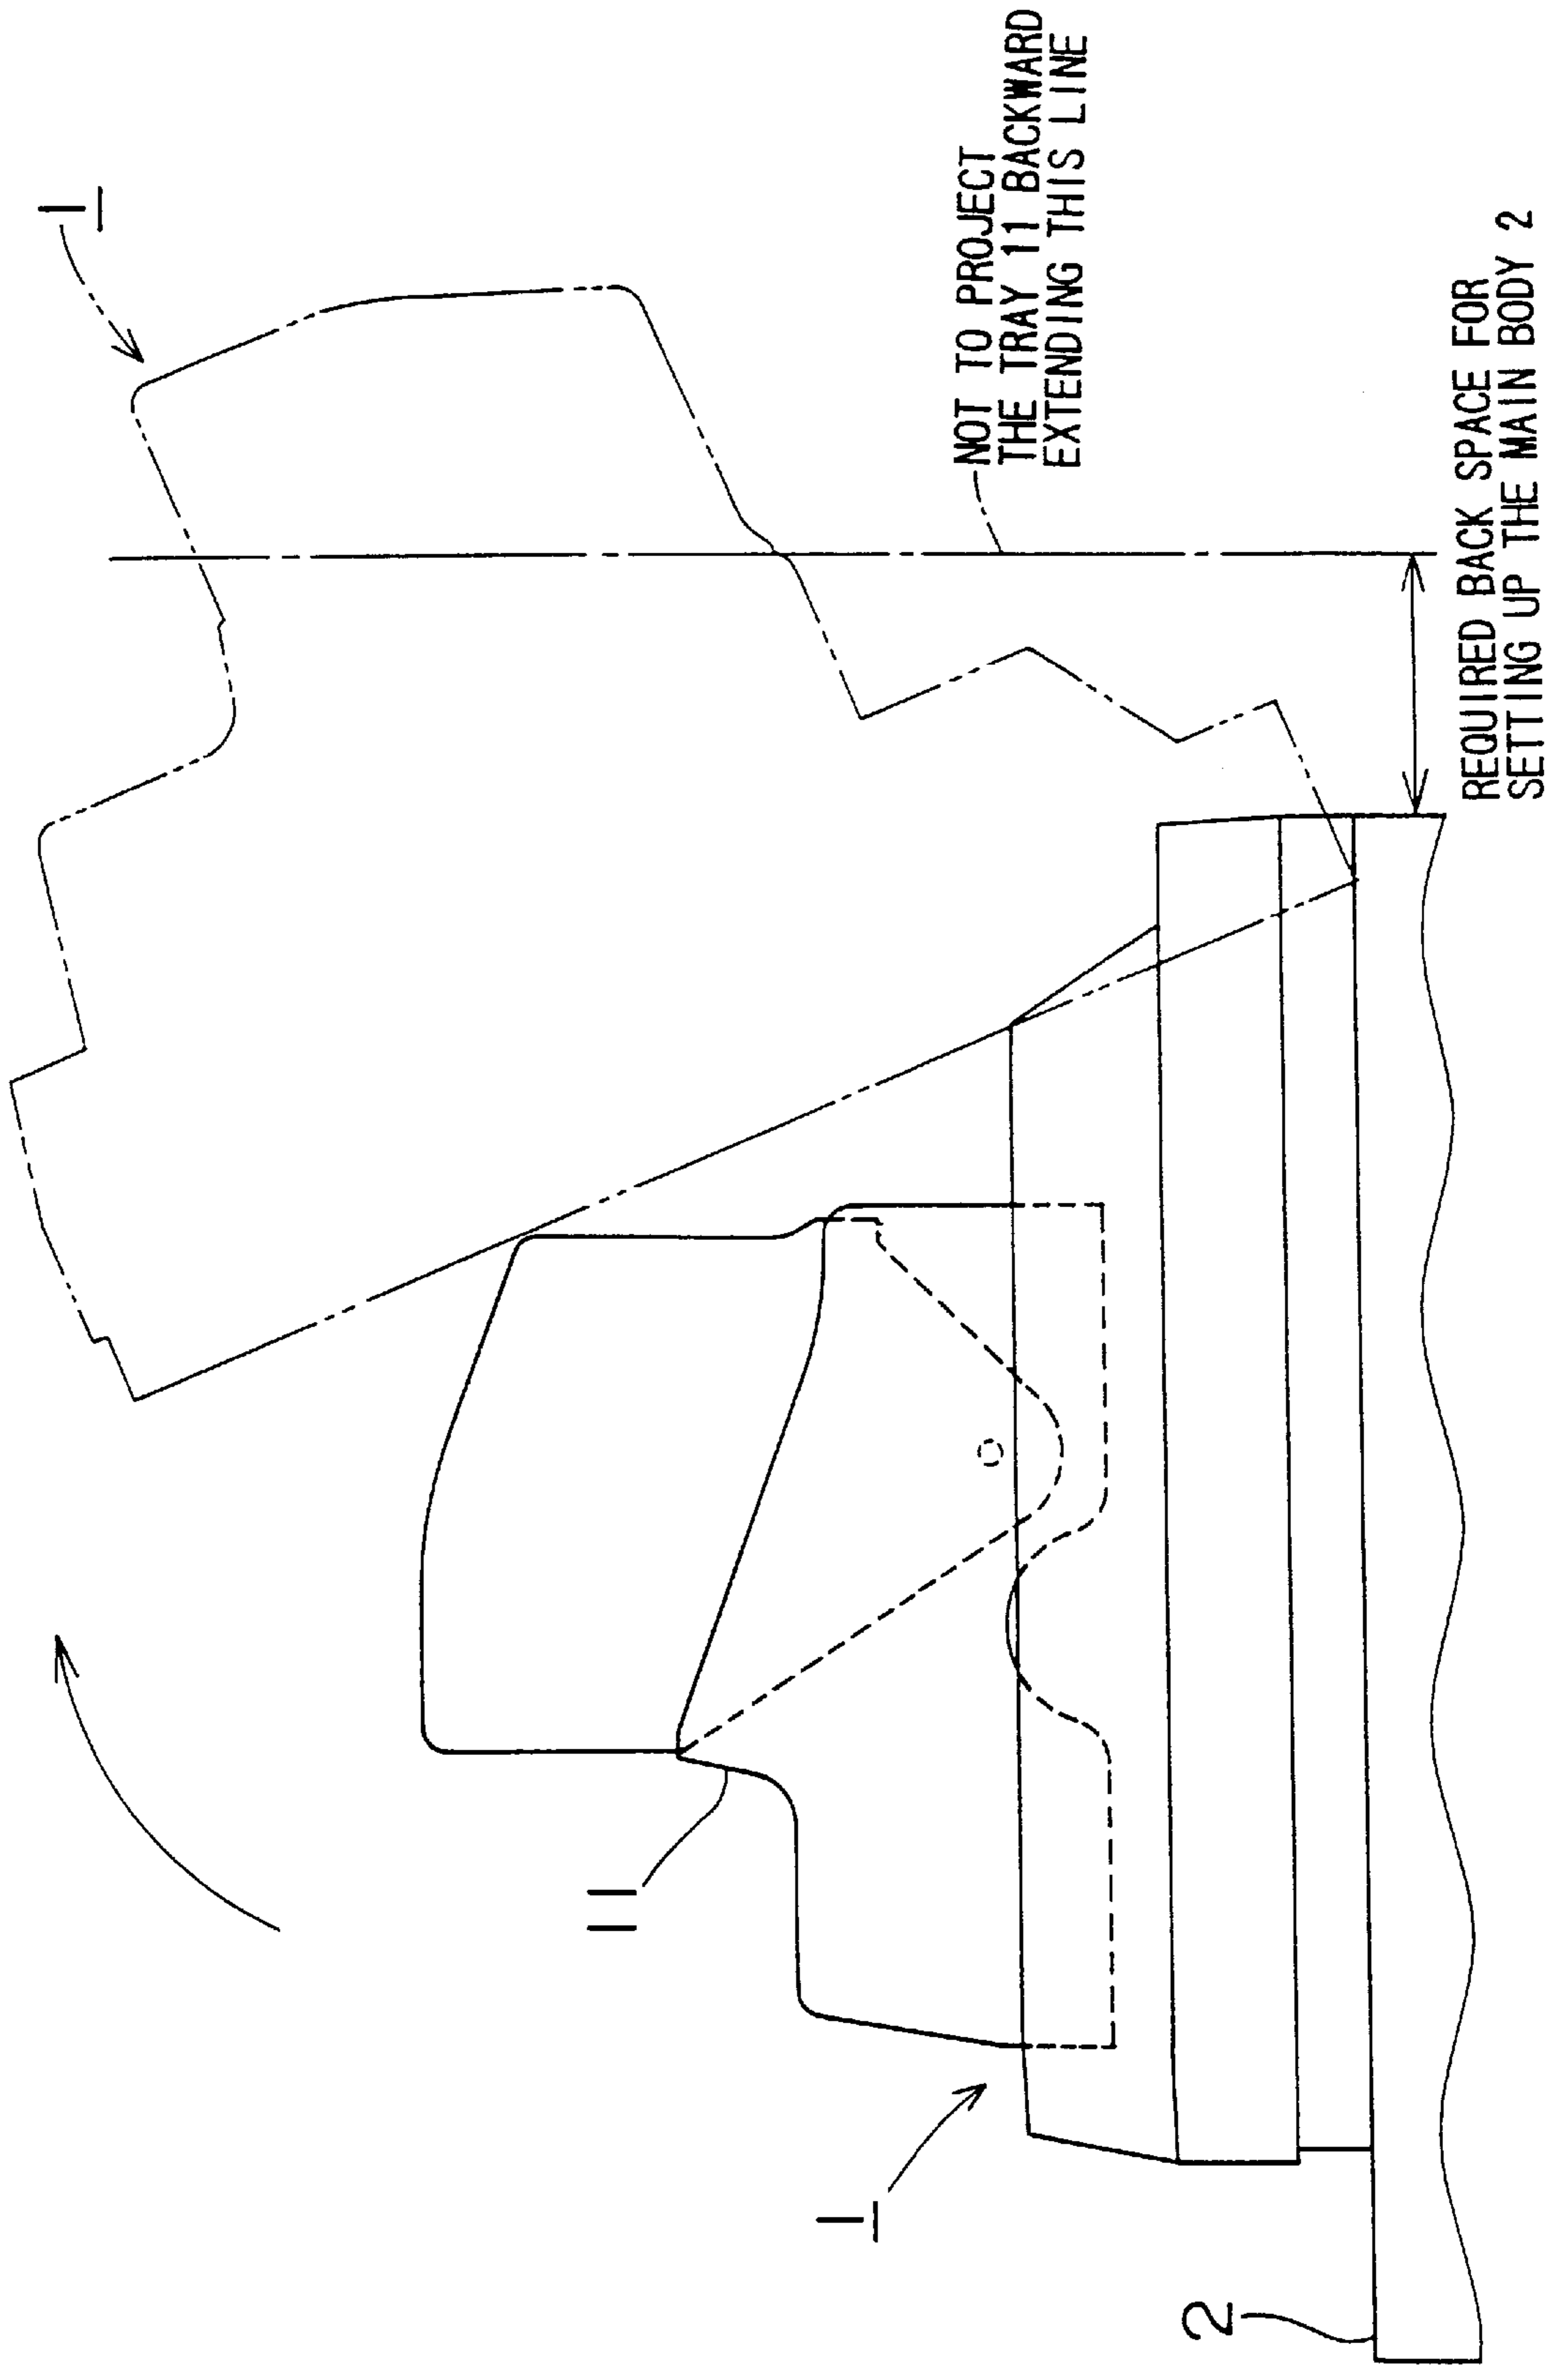 1
NOT TO PROJECT
THE TRAY 11 BACKWARD
EXTENDING THIS LINE
REQUIRED BACK SPACE FOR
SETTING UP THE MAIN BODY 2
11
1
2